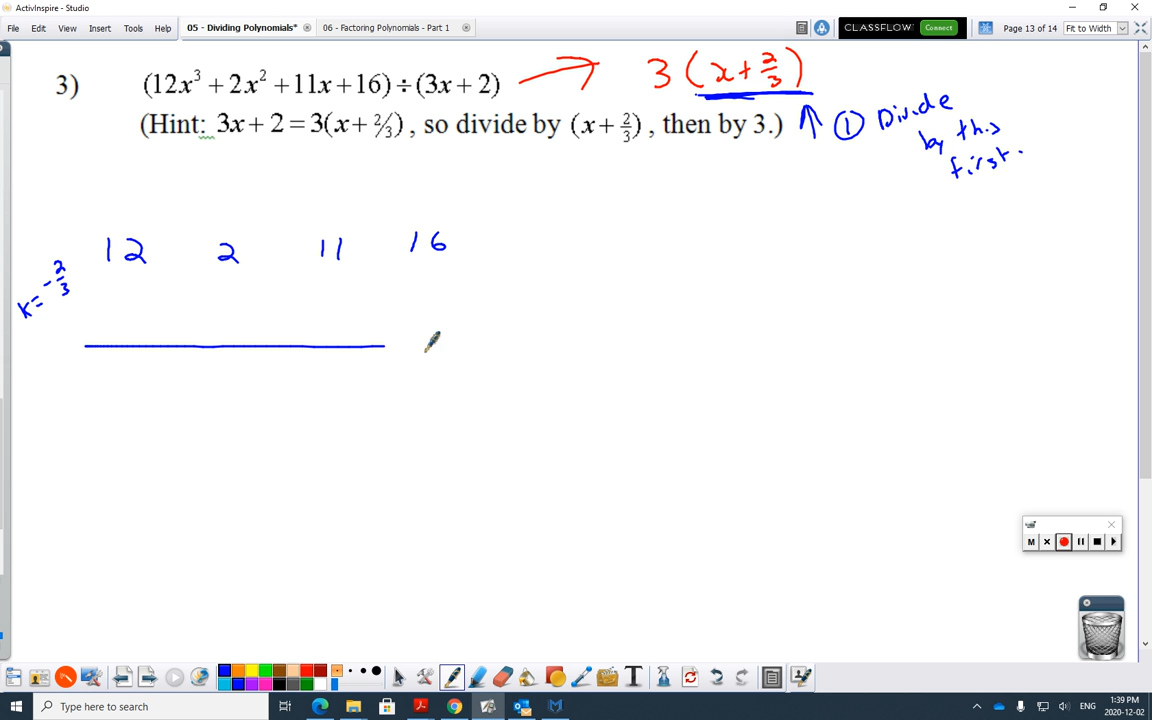 ActivInspire - Studio
File Edit View Insert Tools Help
05 - Dividing Polynomials*
06 - Factoring Polynomials - Part 1
CLASSFLOW Connect
Page 13 of 14
Fit to Width
3) (12x³ + 2x² + 11x + 16) ÷ (3x + 2)
3 (x + 2/3)
(Hint: 3x + 2 = 3(x + 2/3), so divide by (x + 2/3), then by 3.)
① Divide
by this
first.
12 2 11 16
K = -2/3
M
T
Type here to search
ENG
1:39 PM
2020-12-02